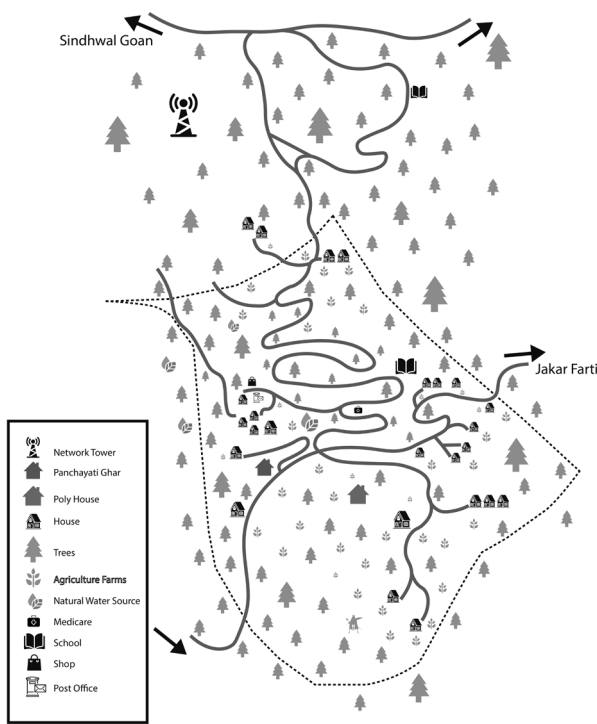 Sindhwal Goan
Jakar Farti
Network Tower
Panchayati Ghar
Poly House
House
Trees
Agriculture Farms
Natural Water Source
Medicare
School
Shop
Post Office